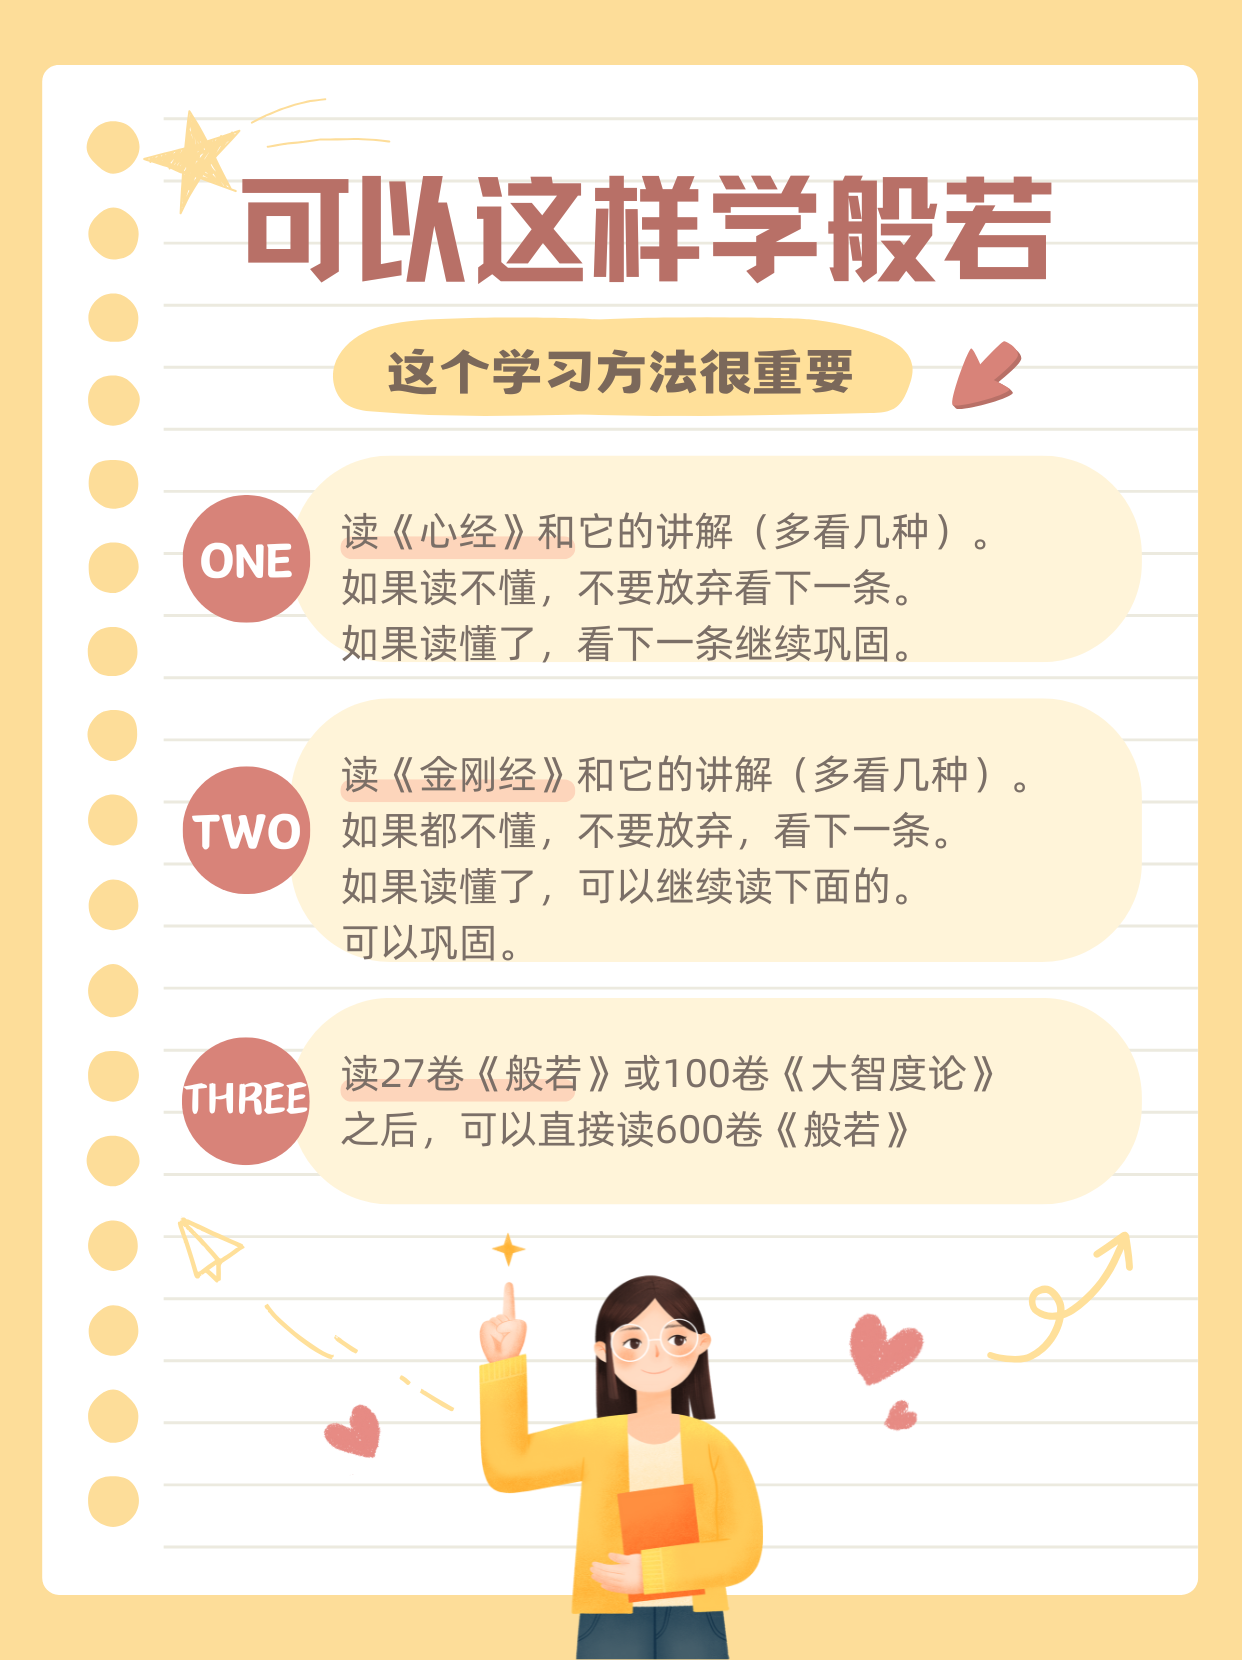 可以这样学般若
这个学习方法很重要
ONE
读《心经》和它的讲解（多看几种）。
如果读不懂，不要放弃看下一条。
如果读懂了，看下一条继续巩固。
TWO
读《金刚经》和它的讲解（多看几种）。
如果都不懂，不要放弃，看下一条。
如果读懂了，可以继续读下面的。
可以巩固。
THREE
读27卷《般若》或100卷《大智度论》
之后，可以直接读600卷《般若》